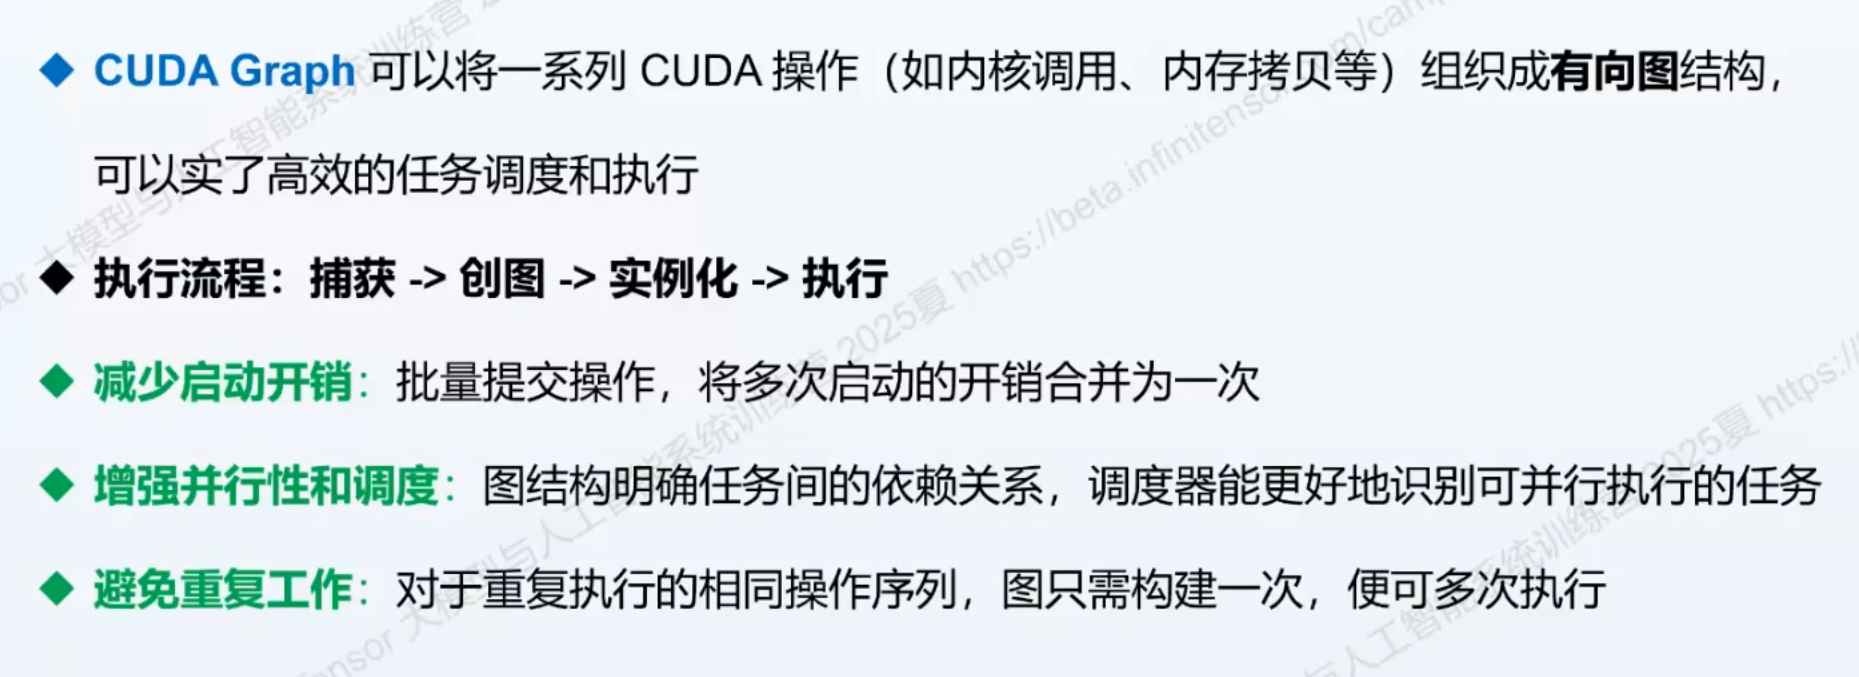 ◆ CUDA Graph 可以将一系列 CUDA 操作（如内核调用、内存拷贝等）组织成有向图结构，
可以实了高效的任务调度和执行
◆ 执行流程：捕获 -> 创图 -> 实例化 -> 执行
◆ 减少启动开销：批量提交操作，将多次启动的开销合并为一次
◆ 增强并行性和调度：图结构明确任务间的依赖关系，调度器能更好地识别可并行执行的任务
◆ 避免重复工作：对于重复执行的相同操作序列，图只需构建一次，便可多次执行
大模型与人工智能系统训练营 2025夏 https://beta.infinitensor.com/cam